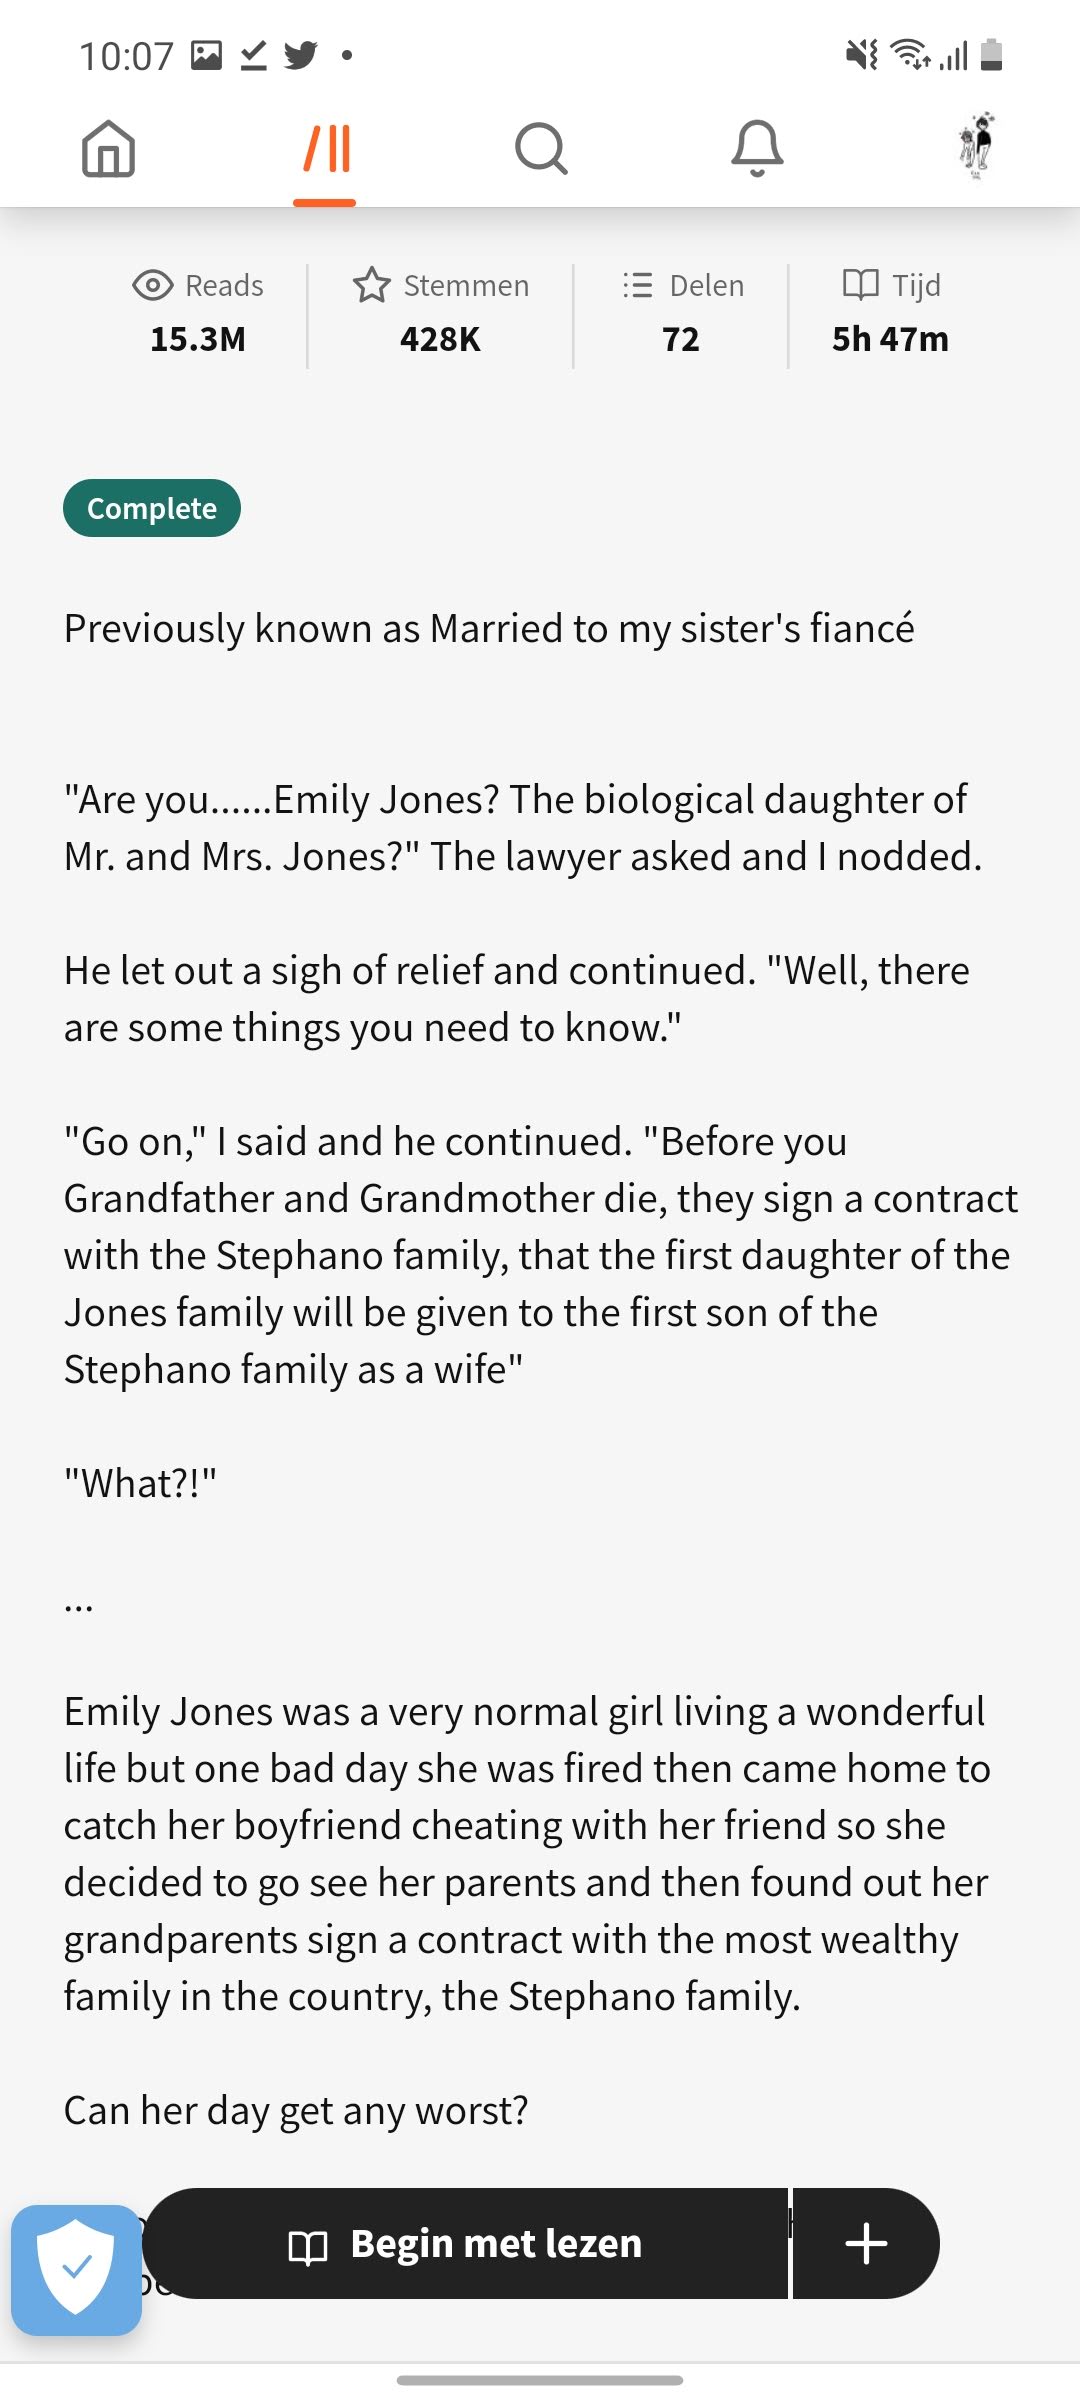 10:07
Reads
Stemmen
Delen
Tijd
15.3M
428K
72
5h 47m
Complete
Previously known as Married to my sister's fiancé
"Are you......Emily Jones? The biological daughter of
Mr. and Mrs. Jones?" The lawyer asked and I nodded.
He let out a sigh of relief and continued. "Well, there
are some things you need to know."
"Go on," I said and he continued. "Before you
Grandfather and Grandmother die, they sign a contract
with the Stephano family, that the first daughter of the
Jones family will be given to the first son of the
Stephano family as a wife"
"What?!"
...
Emily Jones was a very normal girl living a wonderful
life but one bad day she was fired then came home to
catch her boyfriend cheating with her friend so she
decided to go see her parents and then found out her
grandparents sign a contract with the most wealthy
family in the country, the Stephano family.
Can her day get any worst?
Begin met lezen